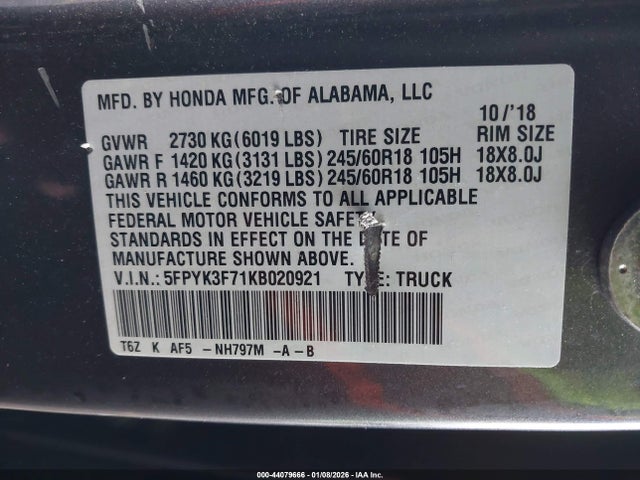 MFD. BY HONDA MFG. OF ALABAMA, LLC
10/'18
GVWR 2730 KG(6019 LBS) TIRE SIZE RIM SIZE
GAWR F 1420 KG(3131 LBS) 245/60R18 105H 18X8.0J
GAWR R 1460 KG(3219 LBS) 245/60R18 105H 18X8.0J
THIS VEHICLE CONFORMS TO ALL APPLICABLE
FEDERAL MOTOR VEHICLE SAFETY
STANDARDS IN EFFECT ON THE DATE OF
MANUFACTURE SHOWN ABOVE.
V.I.N.: 5FPYK3F71KB020921 TYPE: TRUCK
T6Z K AF5 -NH797M -A-B
000-44079666 - 01/08/2026 - IAA Inc.